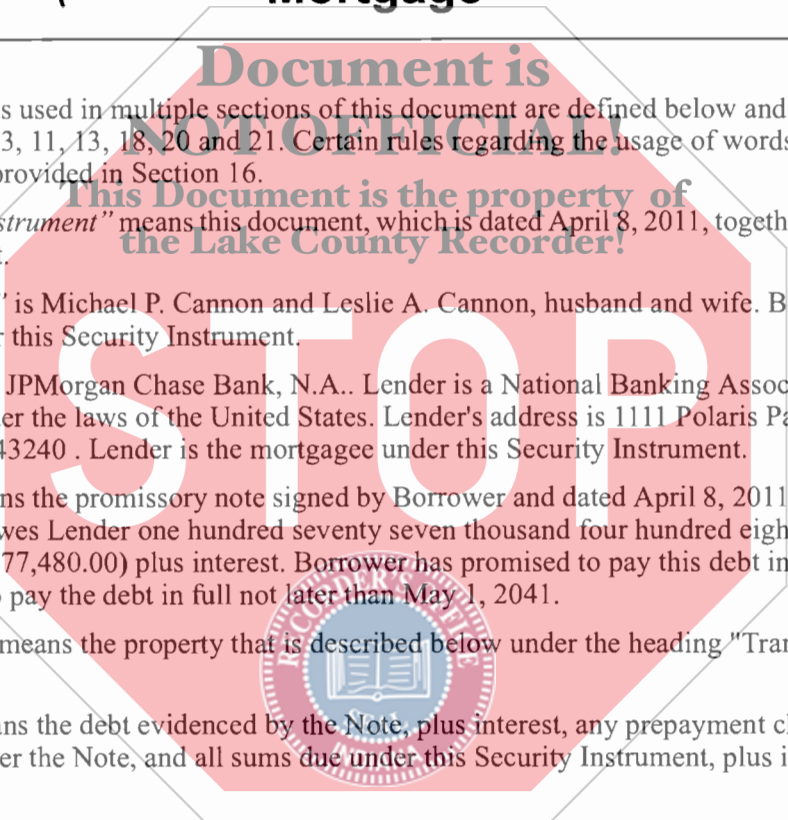 Mortgage
Document is
s used in multiple sections of this document are defined below and
NOT OFFICIAL!
3, 11, 13, 18, 20 and 21. Certain rules regarding the usage of words
provided in Section 16.
This Document is the property of
strument” means this document, which is dated April 8, 2011, togeth
the Lake County Recorder!
t.
” is Michael P. Cannon and Leslie A. Cannon, husband and wife. B
r this Security Instrument.
STOP
JPMorgan Chase Bank, N.A.. Lender is a National Banking Assoc
er the laws of the United States. Lender's address is 1111 Polaris Pa
43240 . Lender is the mortgagee under this Security Instrument.
ns the promissory note signed by Borrower and dated April 8, 2011
wes Lender one hundred seventy seven thousand four hundred eigh
77,480.00) plus interest. Borrower has promised to pay this debt in
pay the debt in full not later than May 1, 2041.
RECORDER'S OFFICE
means the property that is described below under the heading "Tran
SEAL
ns the debt evidenced by the Note, plus interest, any prepayment c
INDIANA
er the Note, and all sums due under this Security Instrument, plus i